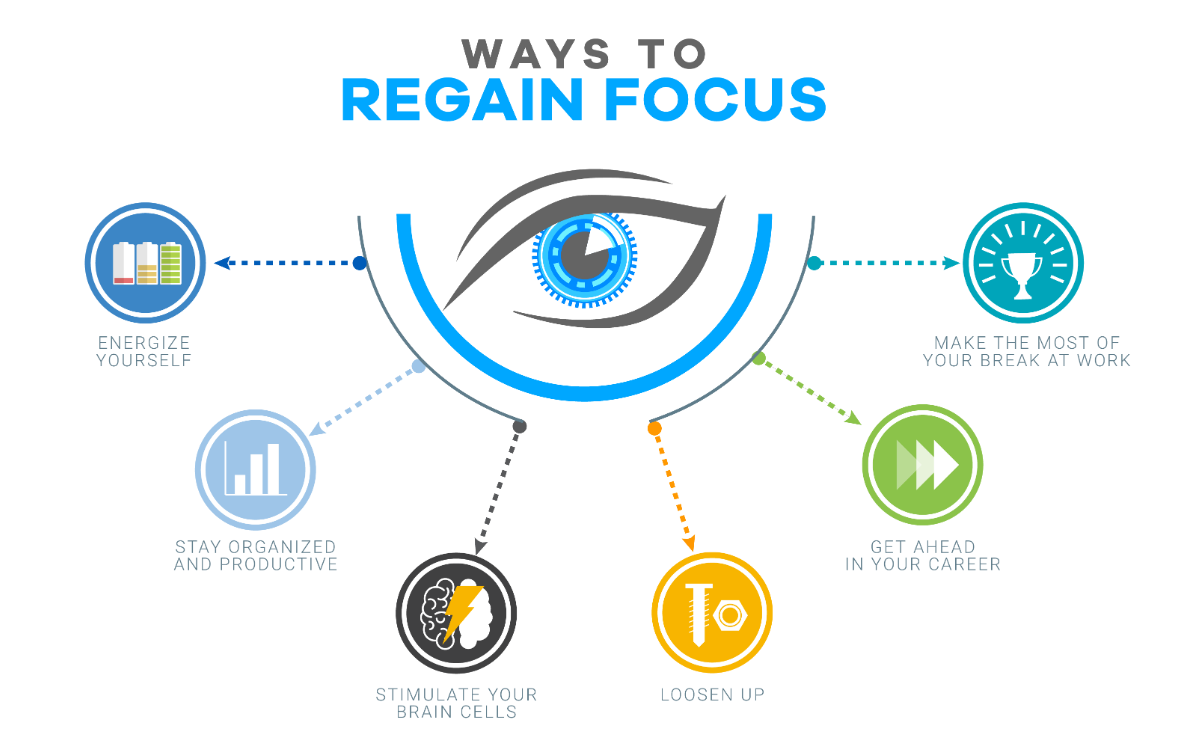 WAYS TO
REGAIN FOCUS
ENERGIZE
YOURSELF
MAKE THE MOST OF
YOUR BREAK AT WORK
STAY ORGANIZED
AND PRODUCTIVE
GET AHEAD
IN YOUR CAREER
STIMULATE YOUR
BRAIN CELLS
LOOSEN UP